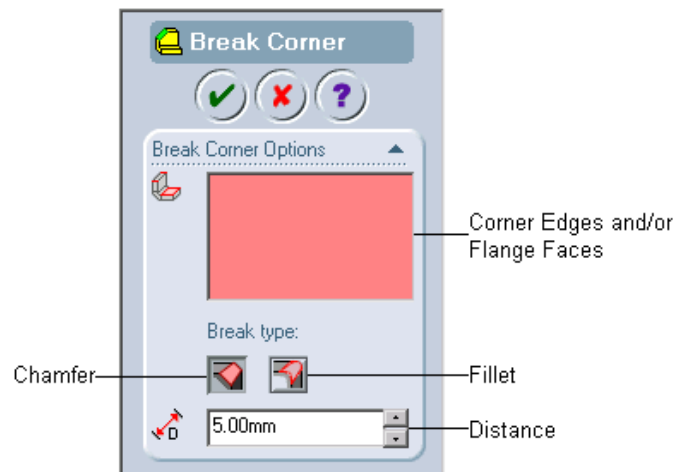 Break Corner
?
Break Corner Options
Corner Edges and/or
Flange Faces
Break type:
Chamfer
Fillet
D
5.00mm
Distance